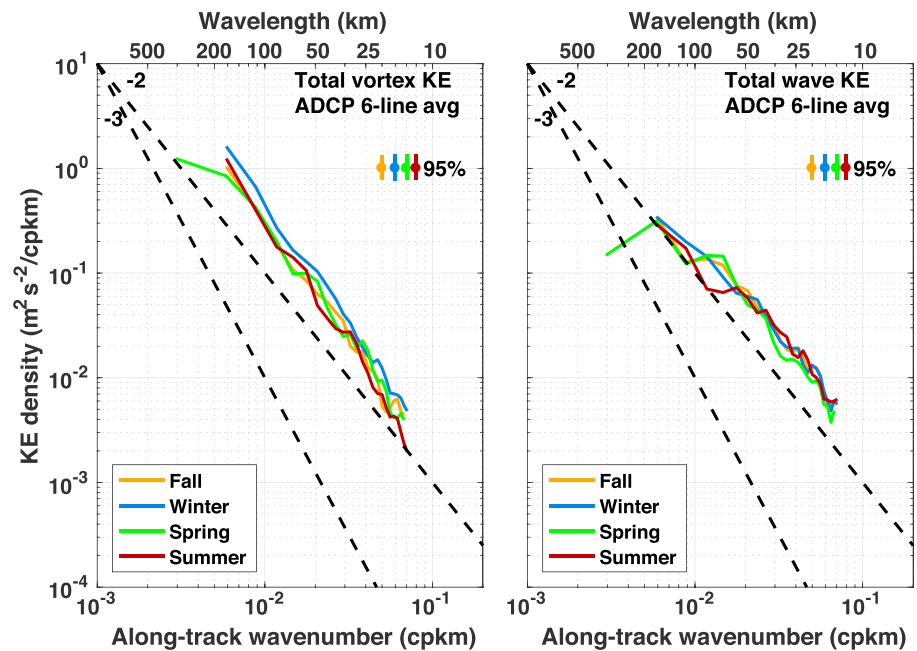 Wavelength (km)
500 200 100 50 25 10
10^1
10^0
10^-1
10^-2
10^-3
10^-4
KE density (m^2 s^-2/cpkm)
-2
-3
Total vortex KE
ADCP 6-line avg
95%
Fall
Winter
Spring
Summer
10^-3 10^-2 10^-1
Along-track wavenumber (cpkm)
Wavelength (km)
500 200 100 50 25 10
-2
-3
Total wave KE
ADCP 6-line avg
95%
Fall
Winter
Spring
Summer
10^-3 10^-2 10^-1
Along-track wavenumber (cpkm)